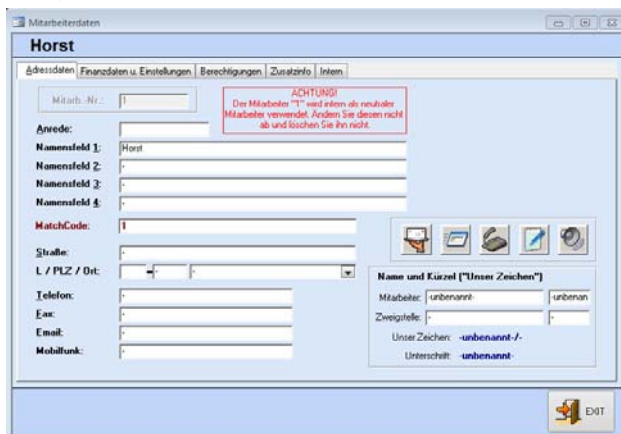 Mitarbeiterdaten
Horst
Adressdaten Finanzdaten u. Einstellungen Berechtigungen Zusatzinfo Intern
Mitarb.-Nr.: 1
ACHTUNG!
Der Mitarbeiter "1" wird intern als neutraler
Mitarbeiter verwendet. Ändern Sie diesen nicht
ab und löschen Sie ihn nicht.
Anrede:
Namensfeld 1: Horst
Namensfeld 2: -
Namensfeld 3: -
Namensfeld 4: -
MatchCode: 1
Straße: -
L / PLZ / Ort: - - -
Telefon: -
Fax: -
Email: -
Mobilfunk: -
Name und Kürzel ("Unser Zeichen")
Mitarbeiter: -unbenannt- -unbenan
Zweigstelle: - -
Unser Zeichen: -unbenannt-/-
Unterschrift: -unbenannt-
EXIT